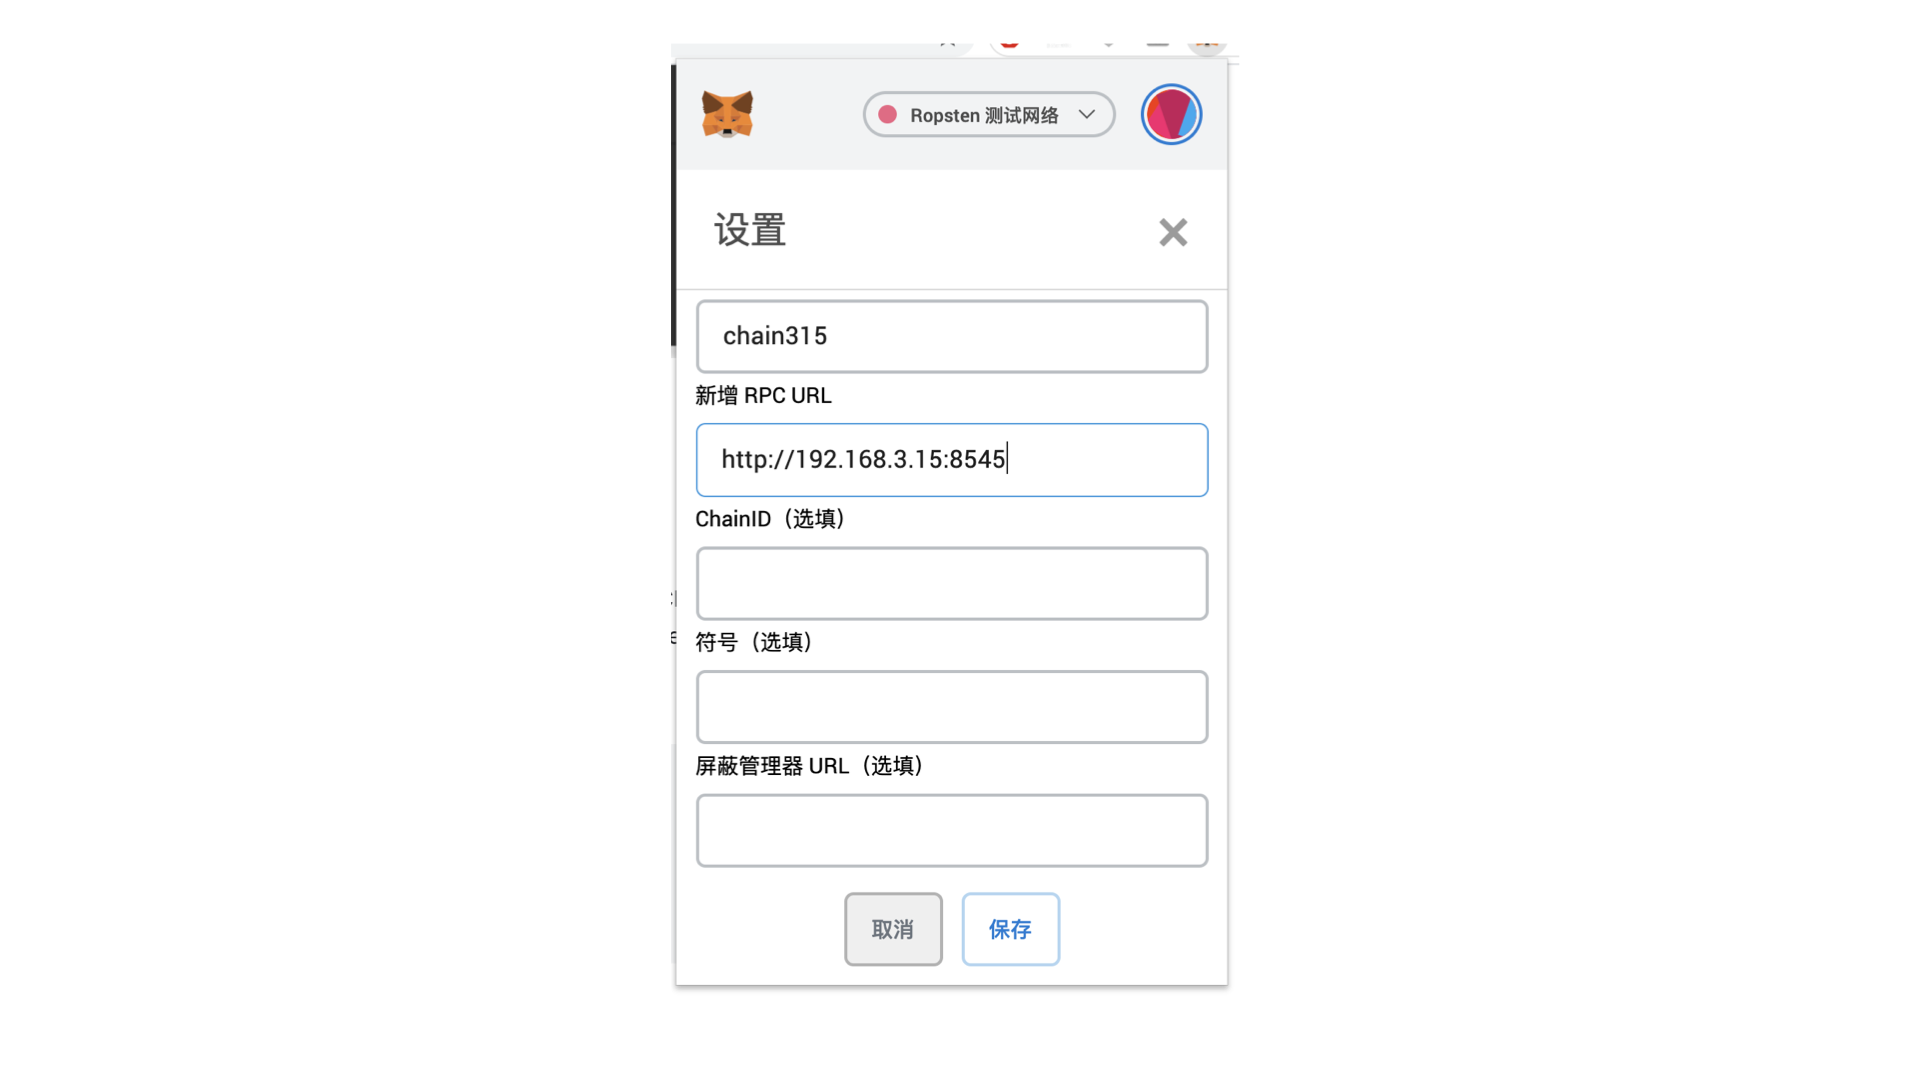 Ropsten 测试网络
设置
chain315
新增 RPC URL
http://192.168.3.15:8545
ChainID（选填）
符号（选填）
屏蔽管理器 URL（选填）
取消
保存